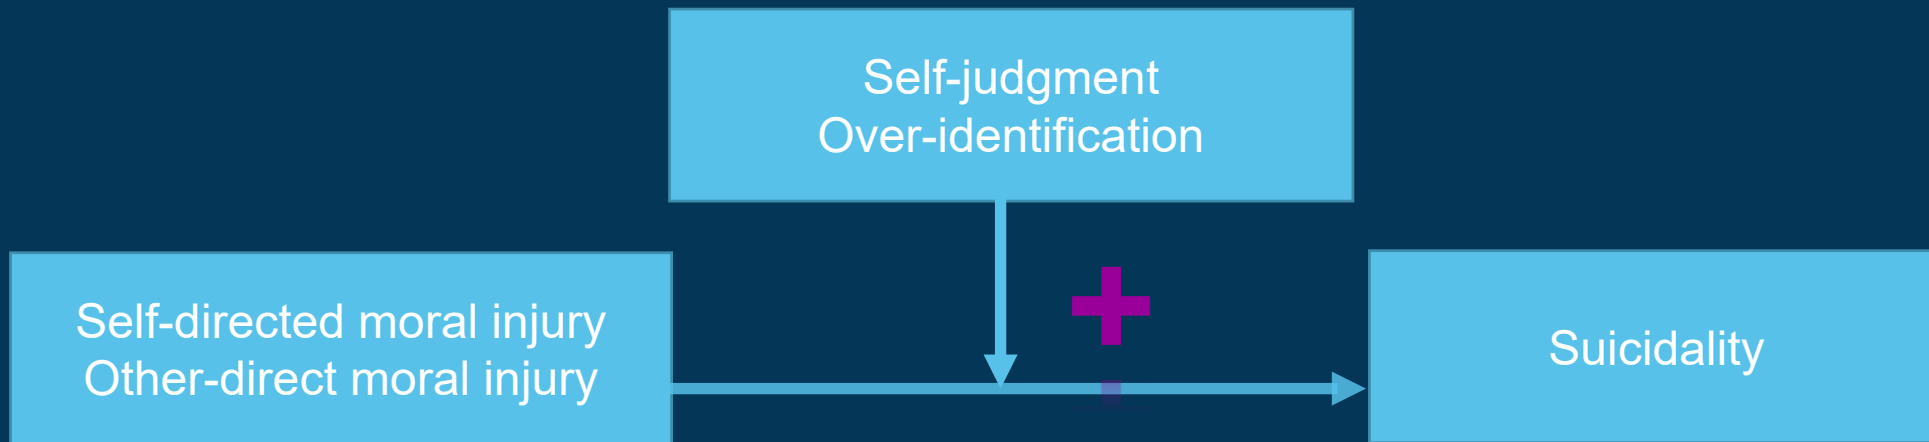 Self-judgment
Over-identification
Self-directed moral injury
Other-direct moral injury
Suicidality